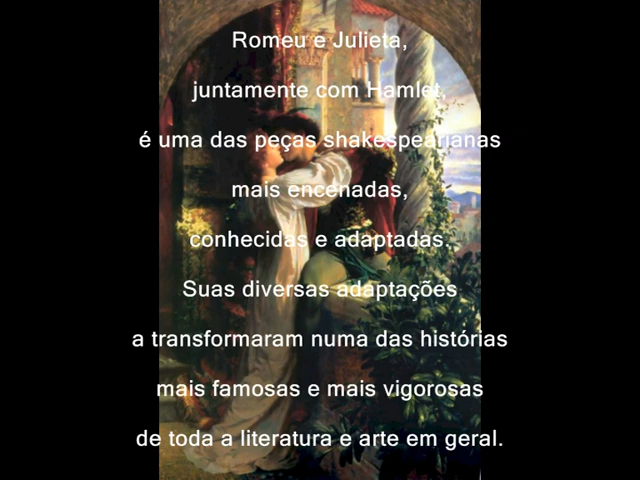 Romeu e Julieta,
juntamente com Hamlet,
é uma das peças shakespearianas
mais encenadas,
conhecidas e adaptadas.
Suas diversas adaptações
a transformaram numa das histórias
mais famosas e mais vigorosas
de toda a literatura e arte em geral.